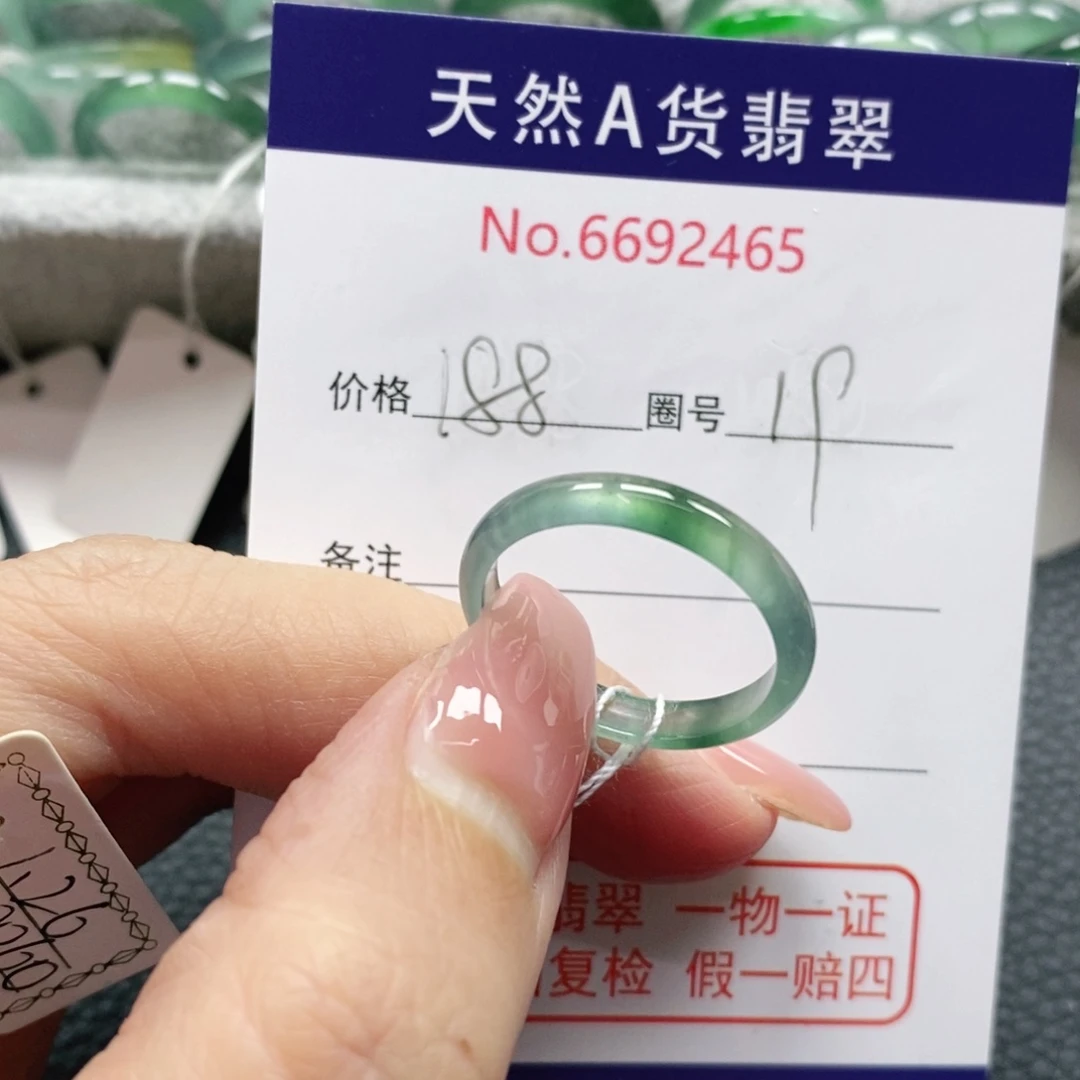 天然A货翡翠
No.6692465
价格 188 圈号 19
备注
翡翠 一物一证
复检 假一赔四